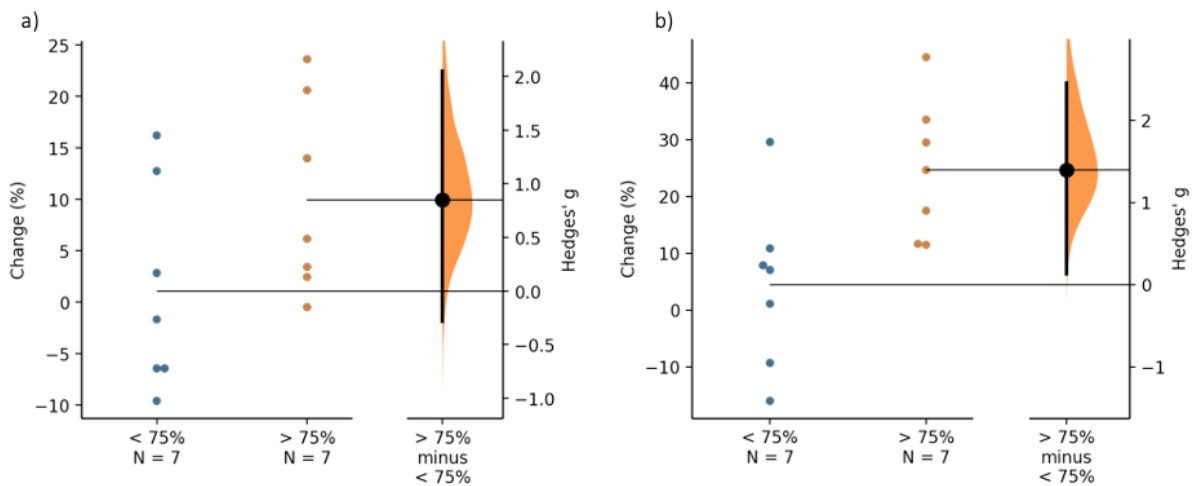 a)
Change (%)
25
20
15
10
5
0
−5
−10
< 75%
N = 7
> 75%
N = 7
> 75%
minus
< 75%
2.0
1.5
1.0
0.5
0.0
−0.5
−1.0
Hedges' g
b)
Change (%)
40
30
20
10
0
−10
< 75%
N = 7
> 75%
N = 7
> 75%
minus
< 75%
2
1
0
−1
Hedges' g